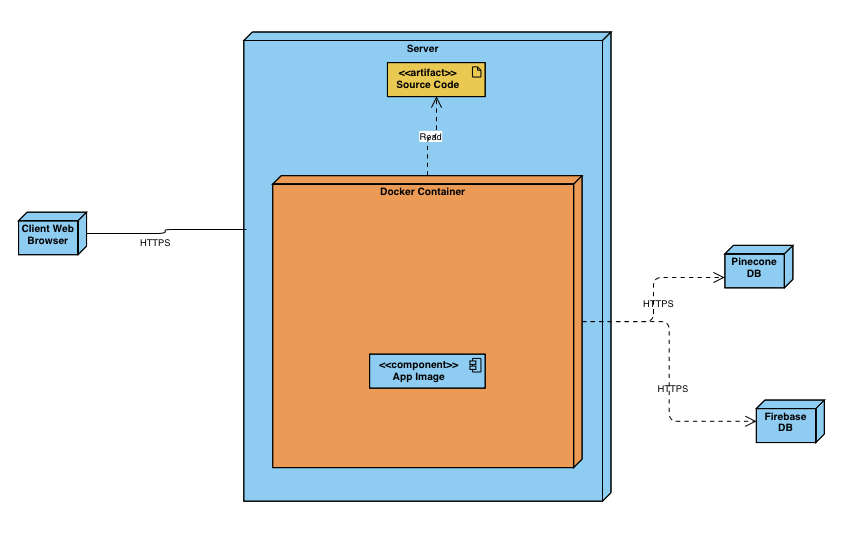 Server
<<artifact>>
Source Code
Read
Docker Container
Client Web
Browser
HTTPS
Pinecone
DB
HTTPS
<<component>>
App Image
HTTPS
Firebase
DB